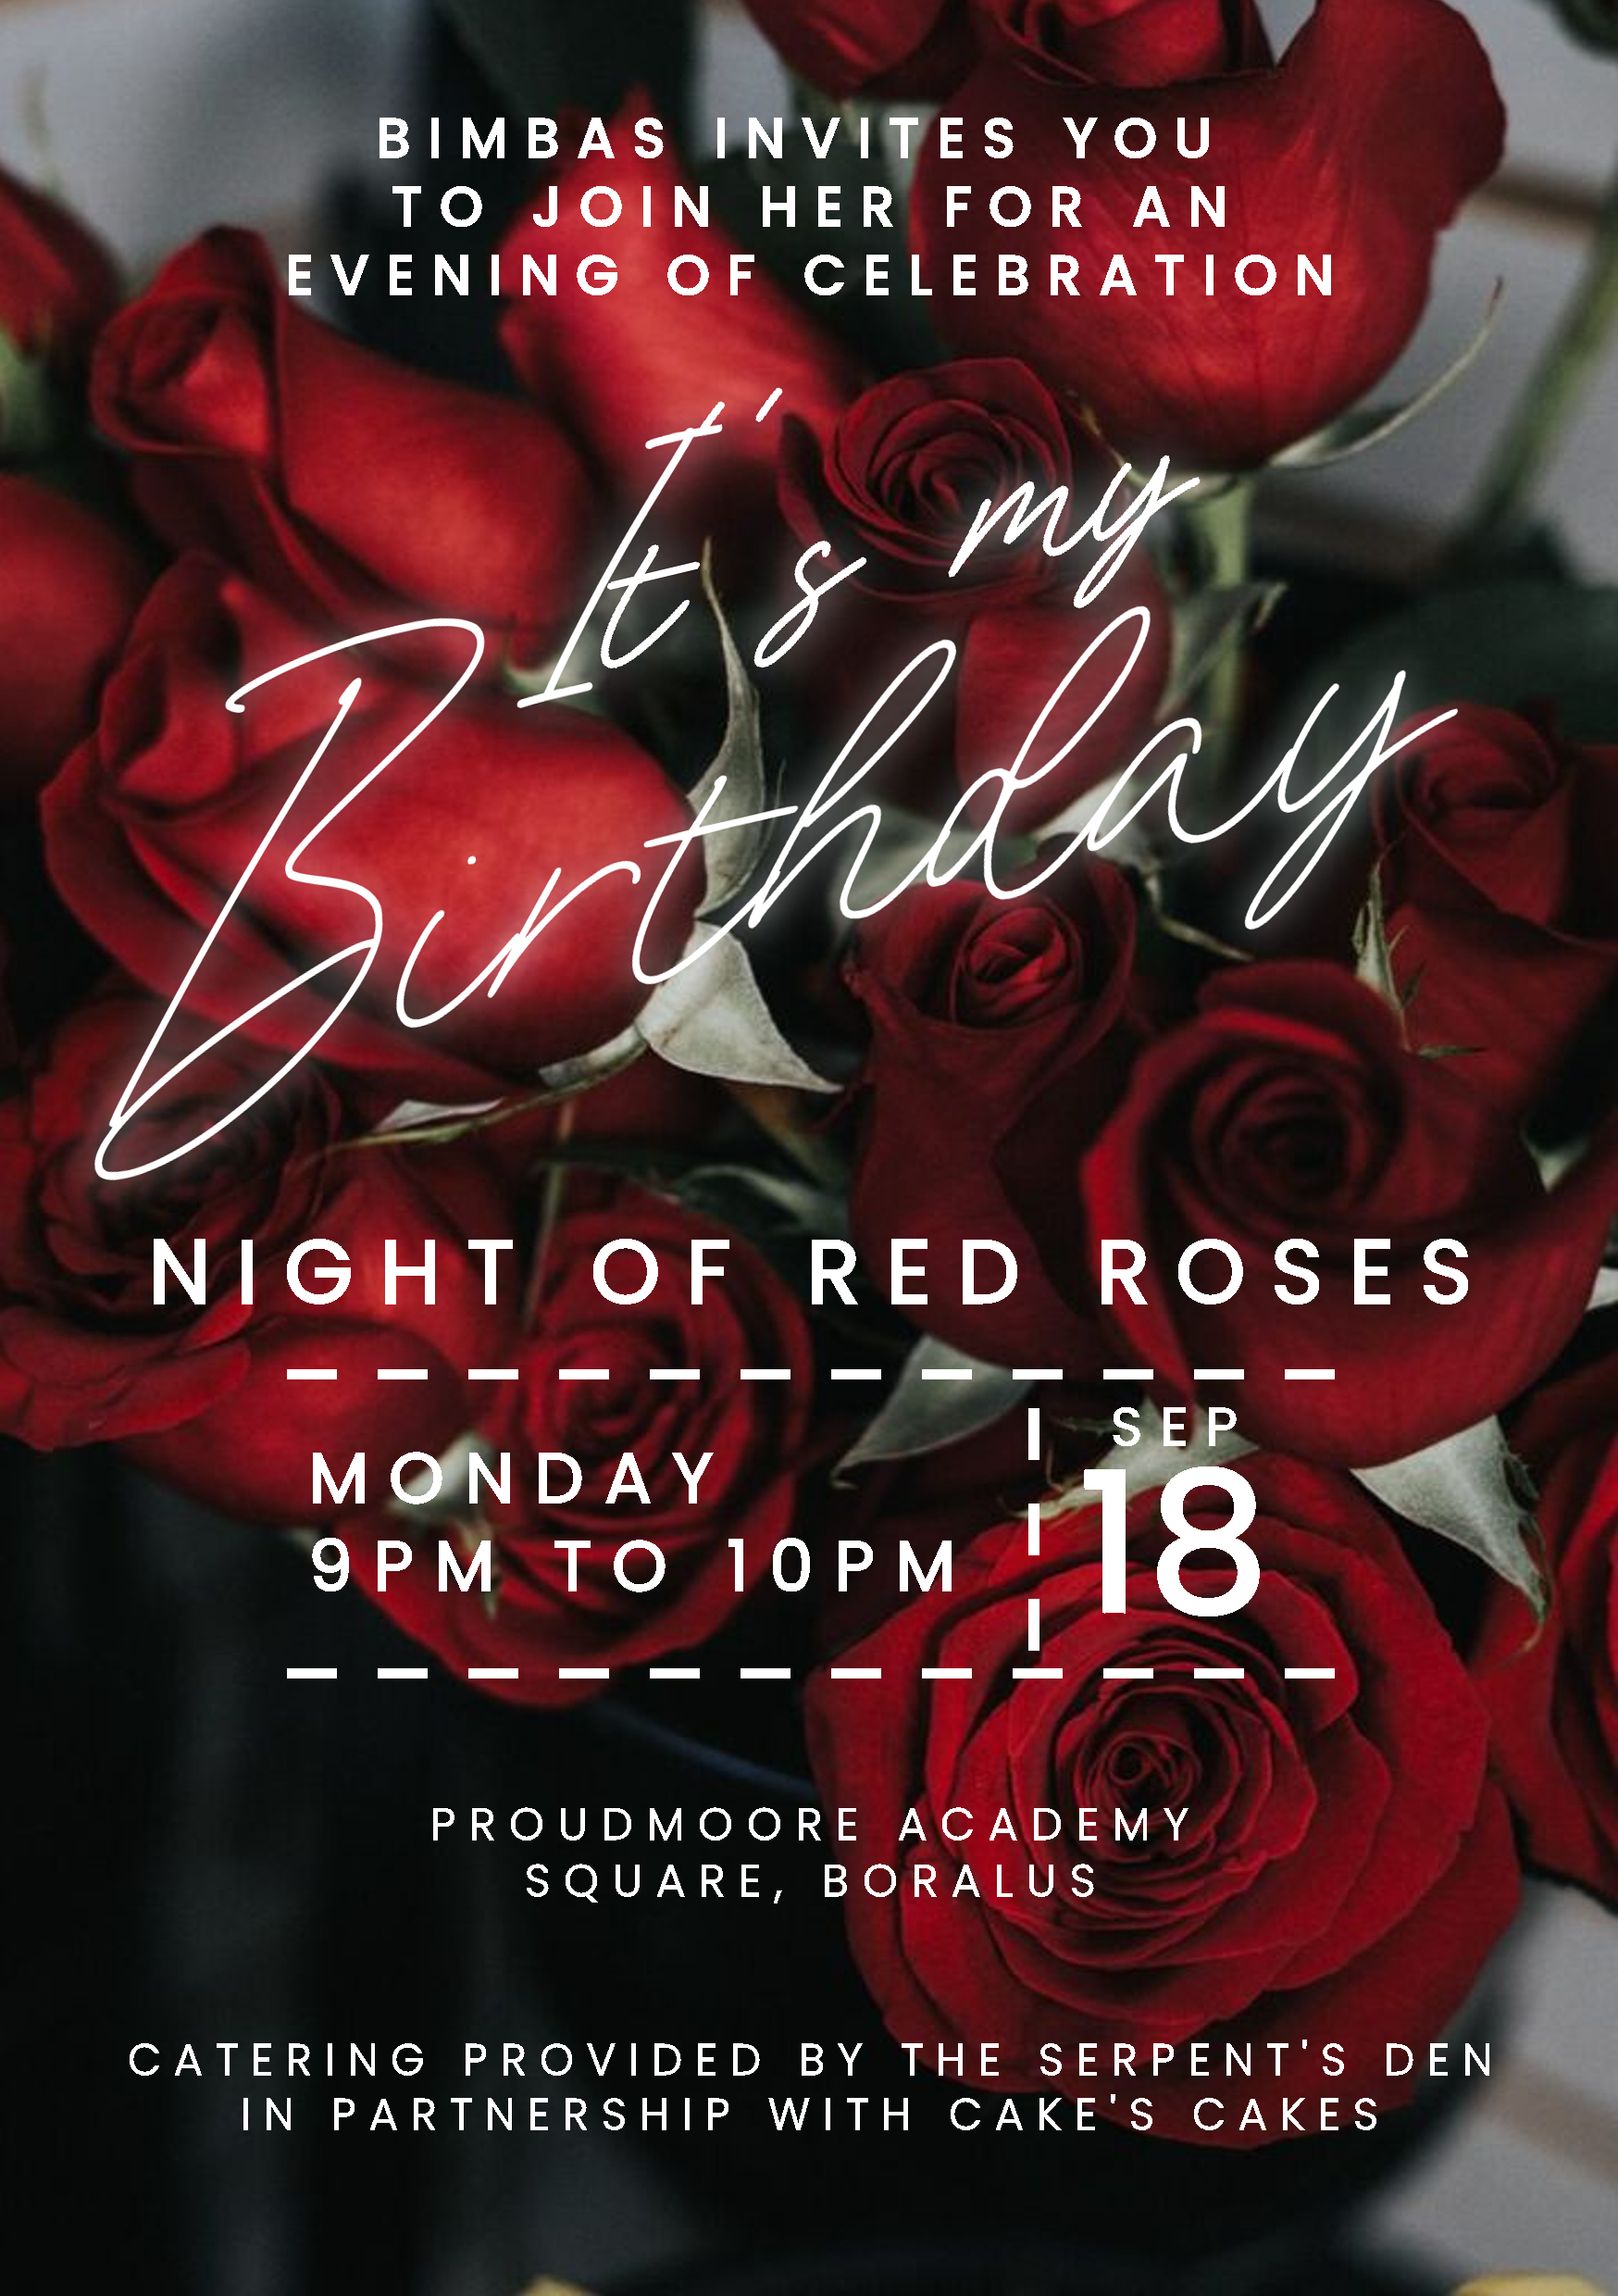 BIMBAS INVITES YOU
TO JOIN HER FOR AN
EVENING OF CELEBRATION
It's my
Birthday
NIGHT OF RED ROSES
MONDAY
9PM TO 10PM
SEP
18
PROUDMOORE ACADEMY
SQUARE, BORALUS
CATERING PROVIDED BY THE SERPENT'S DEN
IN PARTNERSHIP WITH CAKE'S CAKES